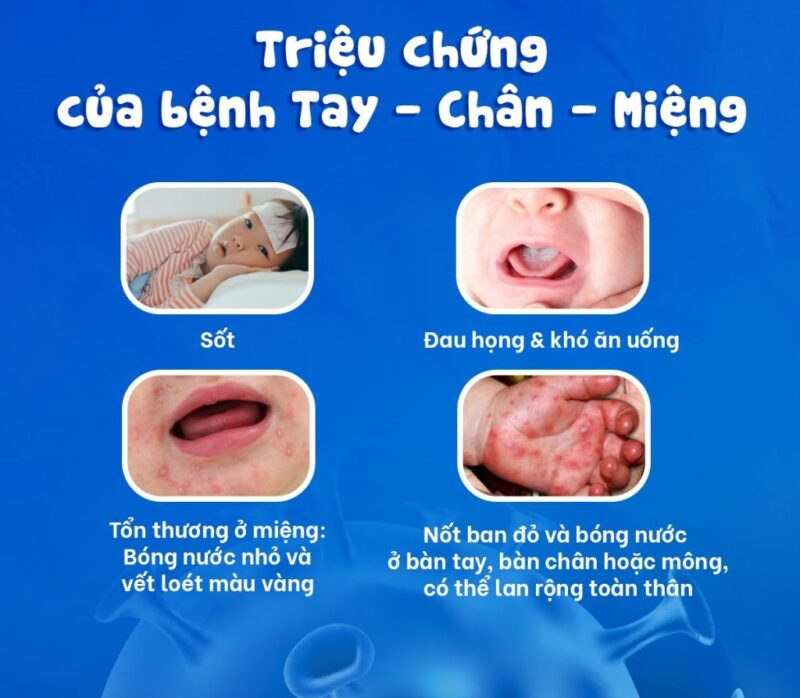 Triệu chứng
của bệnh Tay - Chân - Miệng
Sốt
Đau họng & khó ăn uống
Tổn thương ở miệng:
Bóng nước nhỏ và
vết loét màu vàng
Nốt ban đỏ và bóng nước
ở bàn tay, bàn chân hoặc mông,
có thể lan rộng toàn thân